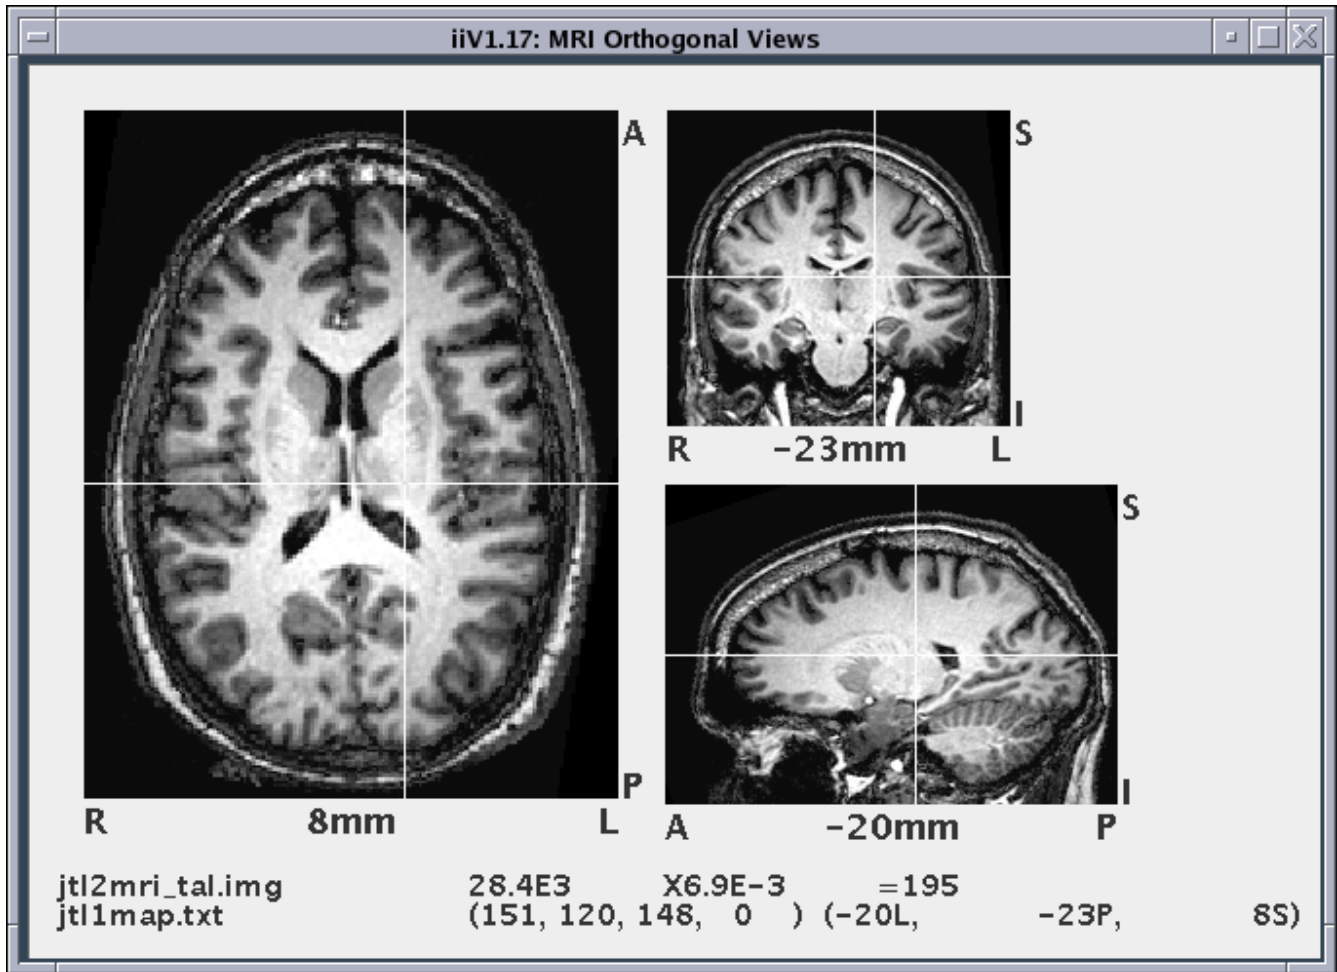 iiV1.17: MRI Orthogonal Views
A
P
R 8mm L
S
I
R -23mm L
S
I
A -20mm P
jtl2mri_tal.img 28.4E3 X6.9E-3 =195
jtl1map.txt (151, 120, 148, 0 ) (-20L, -23P, 8S)